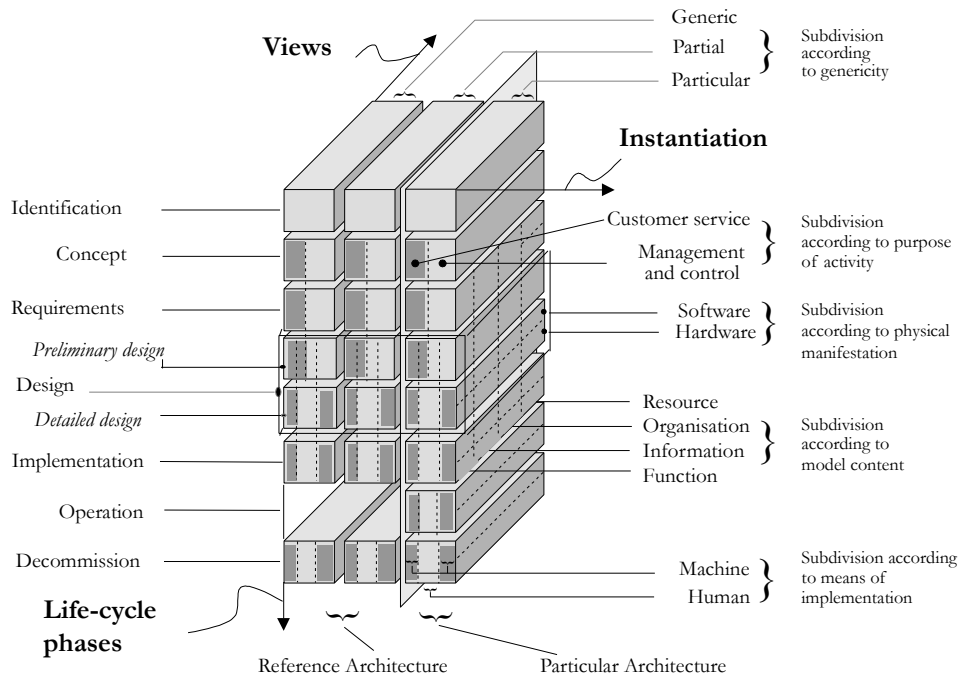 Generic
Partial
Particular
Subdivision
according
to genericity
Views
Instantiation
Identification
Concept
Requirements
Preliminary design
Design
Detailed design
Implementation
Operation
Decommission
Life-cycle
phases
Customer service
Management
and control
Subdivision
according to purpose
of activity
Software
Hardware
Subdivision
according to physical
manifestation
Resource
Organisation
Information
Function
Subdivision
according to
model content
Machine
Human
Subdivision according
to means of
implementation
Reference Architecture
Particular Architecture